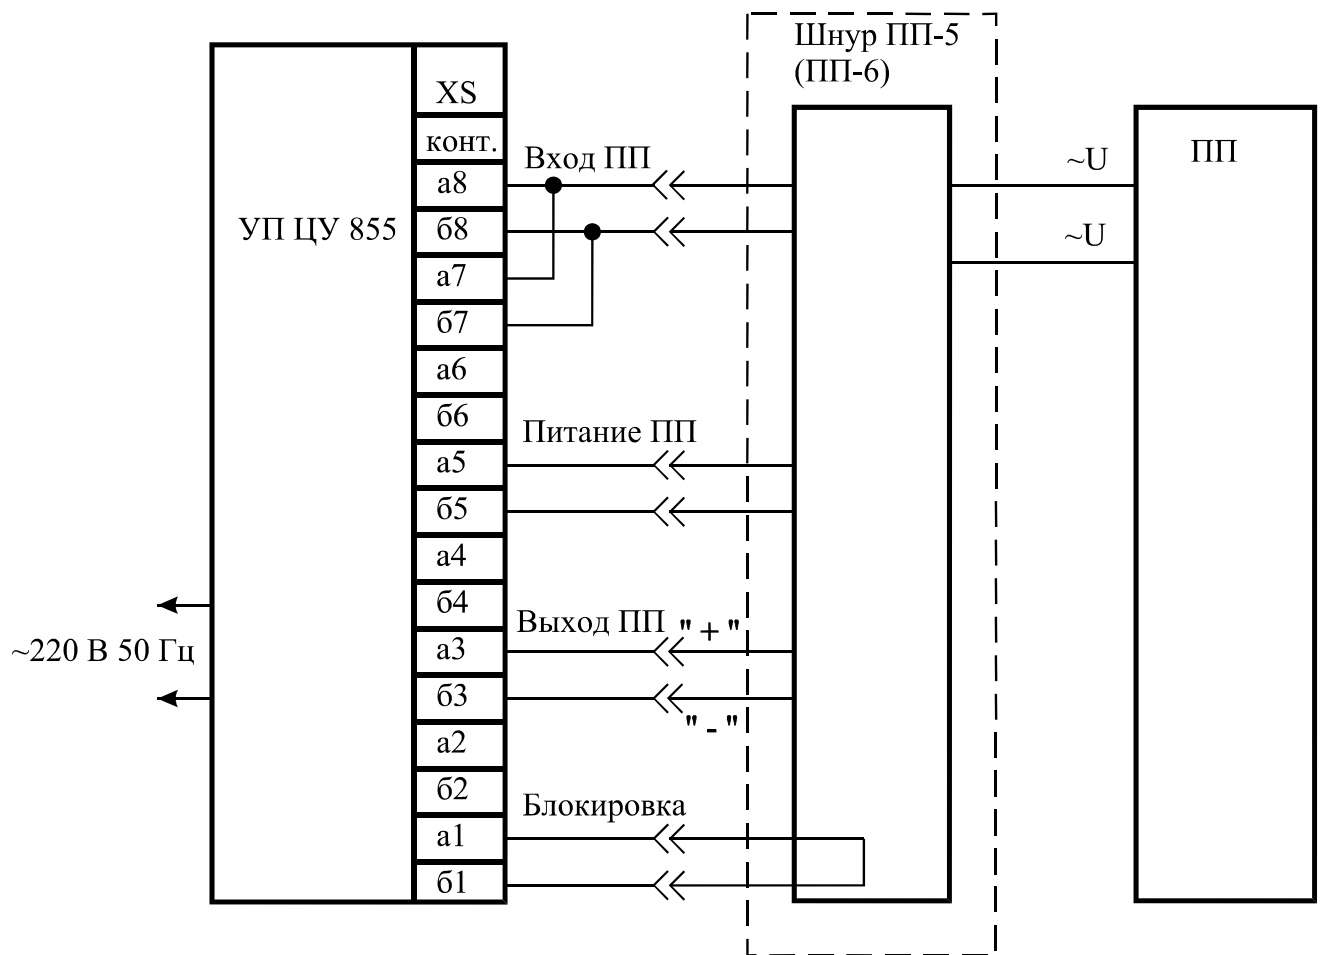 Шнур ПП-5
(ПП-6)
XS
конт.
Вход ПП
~U
ПП
а8
УП ЦУ 855
б8
~U
а7
б7
а6
б6
Питание ПП
а5
б5
а4
б4
Выход ПП
" + "
~220 В 50 Гц
а3
б3
" - "
а2
б2
Блокировка
а1
б1